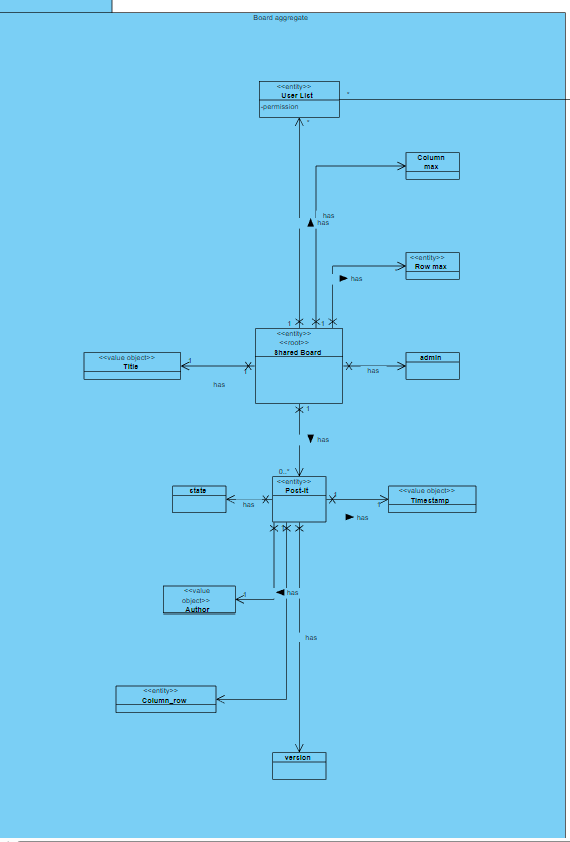 Board aggregate
<<entity>>
User List
-permission
*
*
Column
max
has
has
<<entity>>
Row max
has
1
1
<<entity>>
<<root>>
Shared Board
<<value object>>
Title
1
1
has
admin
has
1
has
0..*
<<entity>>
Post-It
state
has
<<value object>>
Timestamp
1
1
has
1
<<value
object>>
Author
1
has
has
<<entity>>
Column_row
version